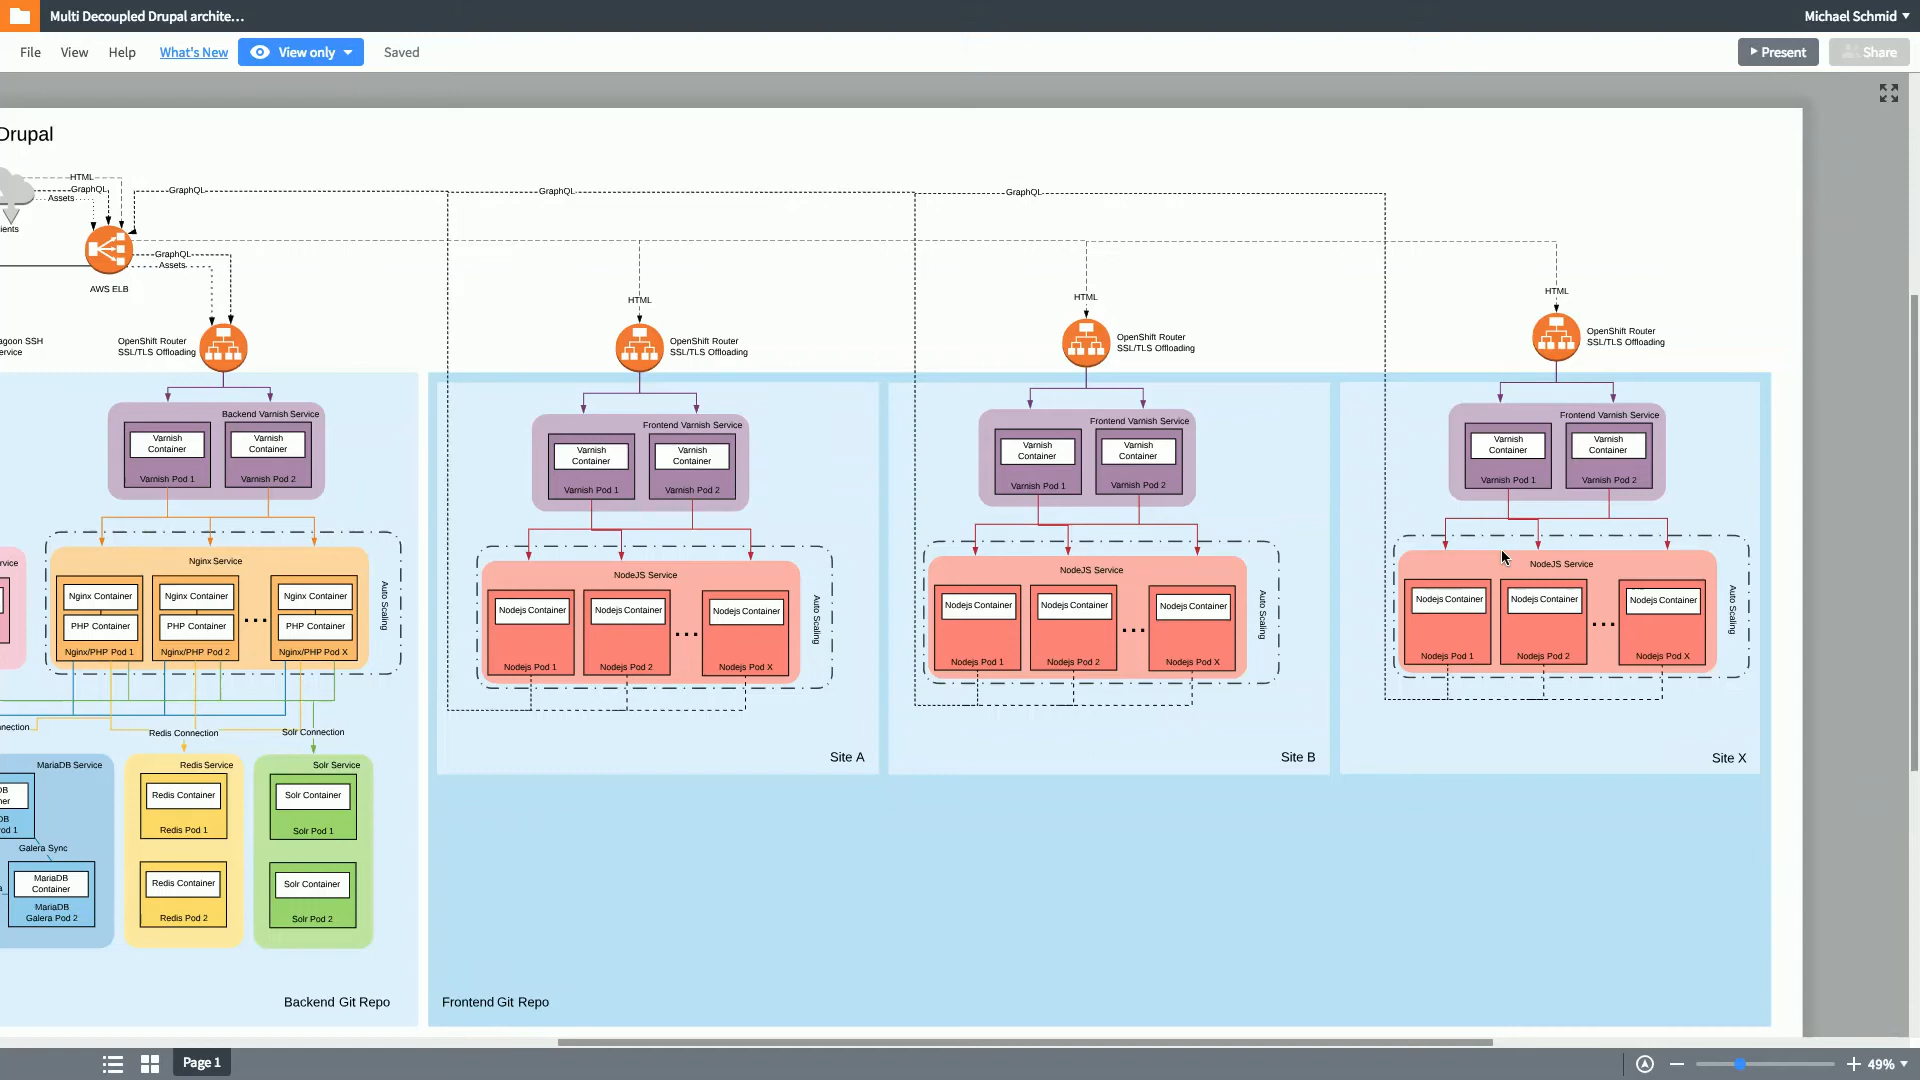 Multi Decoupled Drupal archite...
Michael Schmid
File
View
Help
What's New
View only
Saved
Present
Share
Drupal
HTML
GraphQL
Assets
GraphQL
GraphQL
GraphQL
ients
GraphQL
Assets
AWS ELB
HTML
HTML
HTML
agoon SSH
ervice
OpenShift Router
SSL/TLS Offloading
OpenShift Router
SSL/TLS Offloading
OpenShift Router
SSL/TLS Offloading
OpenShift Router
SSL/TLS Offloading
Backend Varnish Service
Varnish
Container
Varnish Pod 1
Varnish
Container
Varnish Pod 2
Frontend Varnish Service
Varnish
Container
Varnish Pod 1
Varnish
Container
Varnish Pod 2
Frontend Varnish Service
Varnish
Container
Varnish Pod 1
Varnish
Container
Varnish Pod 2
Frontend Varnish Service
Varnish
Container
Varnish Pod 1
Varnish
Container
Varnish Pod 2
rvice
Nginx Service
Nginx Container
PHP Container
Nginx/PHP Pod 1
Nginx Container
PHP Container
Nginx/PHP Pod 2
...
Nginx Container
PHP Container
Nginx/PHP Pod X
Auto Scaling
NodeJS Service
Nodejs Container
Nodejs Pod 1
Nodejs Container
Nodejs Pod 2
...
Nodejs Container
Nodejs Pod X
Auto Scaling
NodeJS Service
Nodejs Container
Nodejs Pod 1
Nodejs Container
Nodejs Pod 2
...
Nodejs Container
Nodejs Pod X
Auto Scaling
NodeJS Service
Nodejs Container
Nodejs Pod 1
Nodejs Container
Nodejs Pod 2
...
Nodejs Container
Nodejs Pod X
Auto Scaling
nnection
Redis Connection
Solr Connection
Site A
Site B
Site X
MariaDB Service
DB
ner
DB
od 1
Galera Sync
a
MariaDB
Container
MariaDB
Galera Pod 2
Redis Service
Redis Container
Redis Pod 1
Redis Container
Redis Pod 2
Solr Service
Solr Container
Solr Pod 1
Solr Container
Solr Pod 2
Backend Git Repo
Frontend Git Repo
Page 1
49%